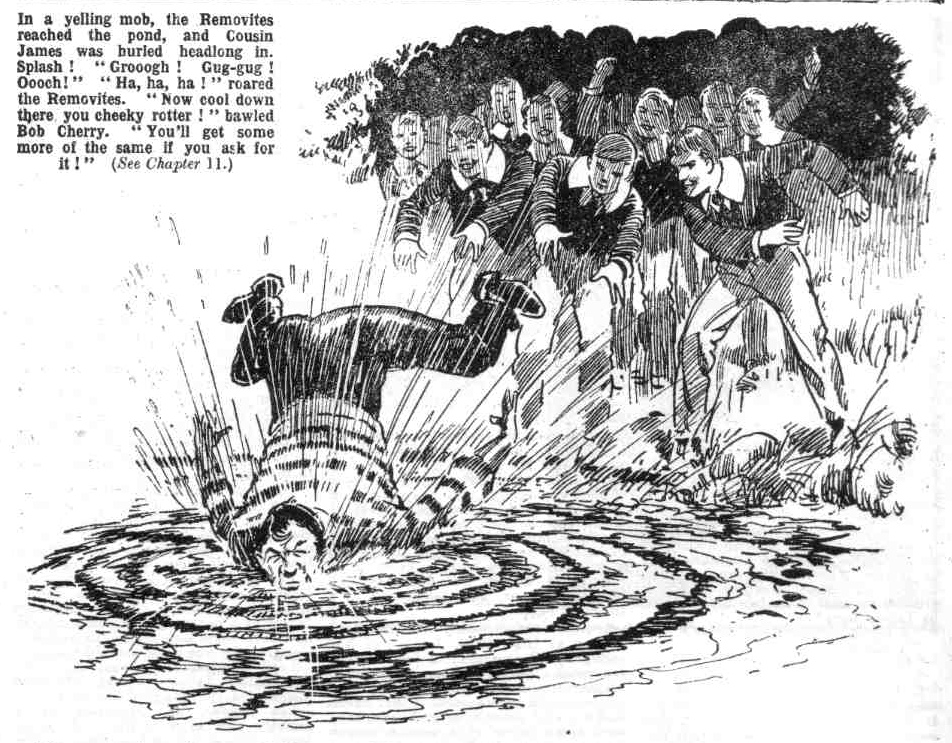 In a yelling mob, the Removites
reached the pond, and Cousin
James was hurled headlong in.
Splash ! “ Grooogh ! Gug-gug !
Oooch ! ” “ Ha, ha, ha ! ” roared
the Removites. “ Now cool down
there, you cheeky rotter ! ” bawled
Bob Cherry. “ You’ll get some
more of the same if you ask for
it ! ” (See Chapter 11.)